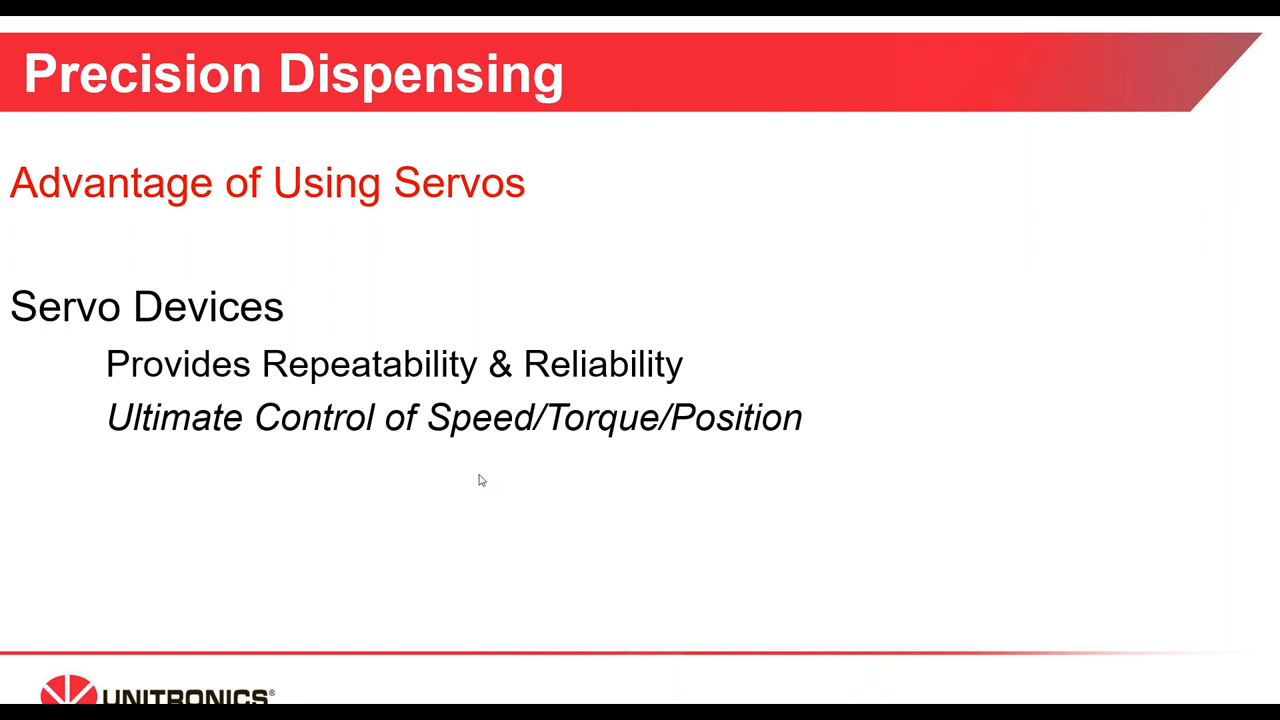 Precision Dispensing
Advantage of Using Servos
Servo Devices
Provides Repeatability & Reliability
Ultimate Control of Speed/Torque/Position
UNITRONICS®